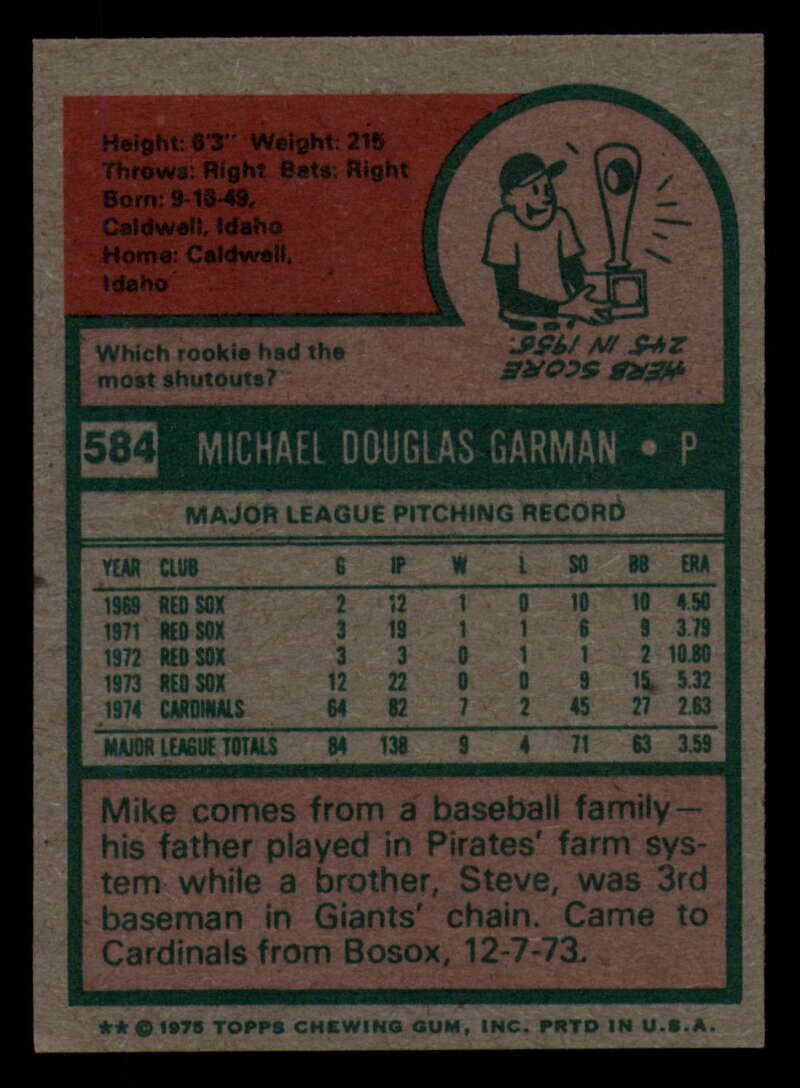 Height: 6'3" Weight: 215
Throws: Right Bats: Right
Born: 9-16-49,
Caldwell, Idaho
Home: Caldwell,
Idaho
Which rookie had the
most shutouts?
HERB SCORE
245 IN 1955.
584 MICHAEL DOUGLAS GARMAN • P
MAJOR LEAGUE PITCHING RECORD
YEAR CLUB G IP W L SO BB ERA
1969 RED SOX 2 12 1 0 10 10 4.50
1971 RED SOX 3 19 1 1 6 9 3.79
1972 RED SOX 3 3 0 1 1 2 10.80
1973 RED SOX 12 22 0 0 9 15 5.32
1974 CARDINALS 64 82 7 2 45 27 2.63
MAJOR LEAGUE TOTALS 84 138 9 4 71 63 3.59
Mike comes from a baseball family—
his father played in Pirates' farm sys-
tem while a brother, Steve, was 3rd
baseman in Giants' chain. Came to
Cardinals from Bosox, 12-7-73.
** © 1975 TOPPS CHEWING GUM, INC. PRTD IN U.S.A.